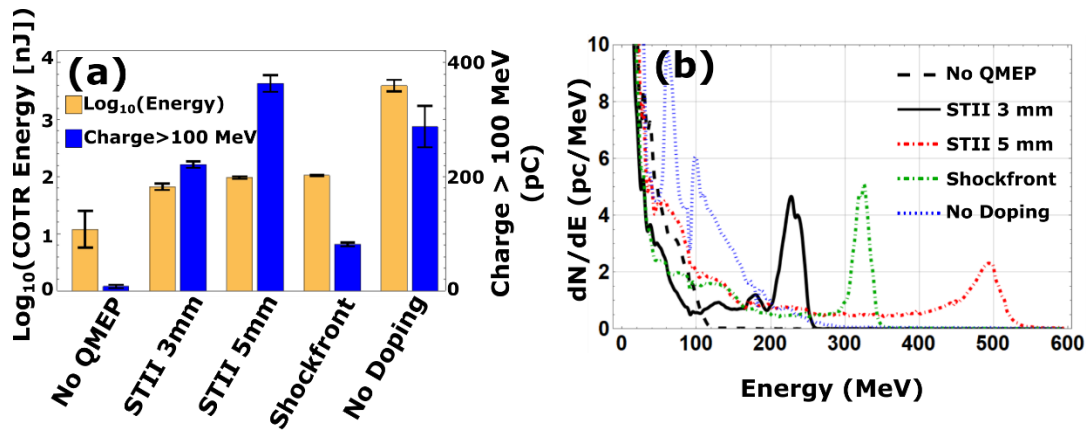 (a)
Log₁₀(COTR Energy) [nJ]
4
3
2
1
0
Log₁₀(Energy)
Charge>100 MeV
400
200
0
Charge > 100 MeV
(pC)
No QMEP
STII 3mm
STII 5mm
Shockfront
No Doping
(b)
dN/dE (pc/MeV)
10
8
6
4
2
0
No QMEP
STII 3 mm
STII 5 mm
Shockfront
No Doping
0 100 200 300 400 500 600
Energy (MeV)